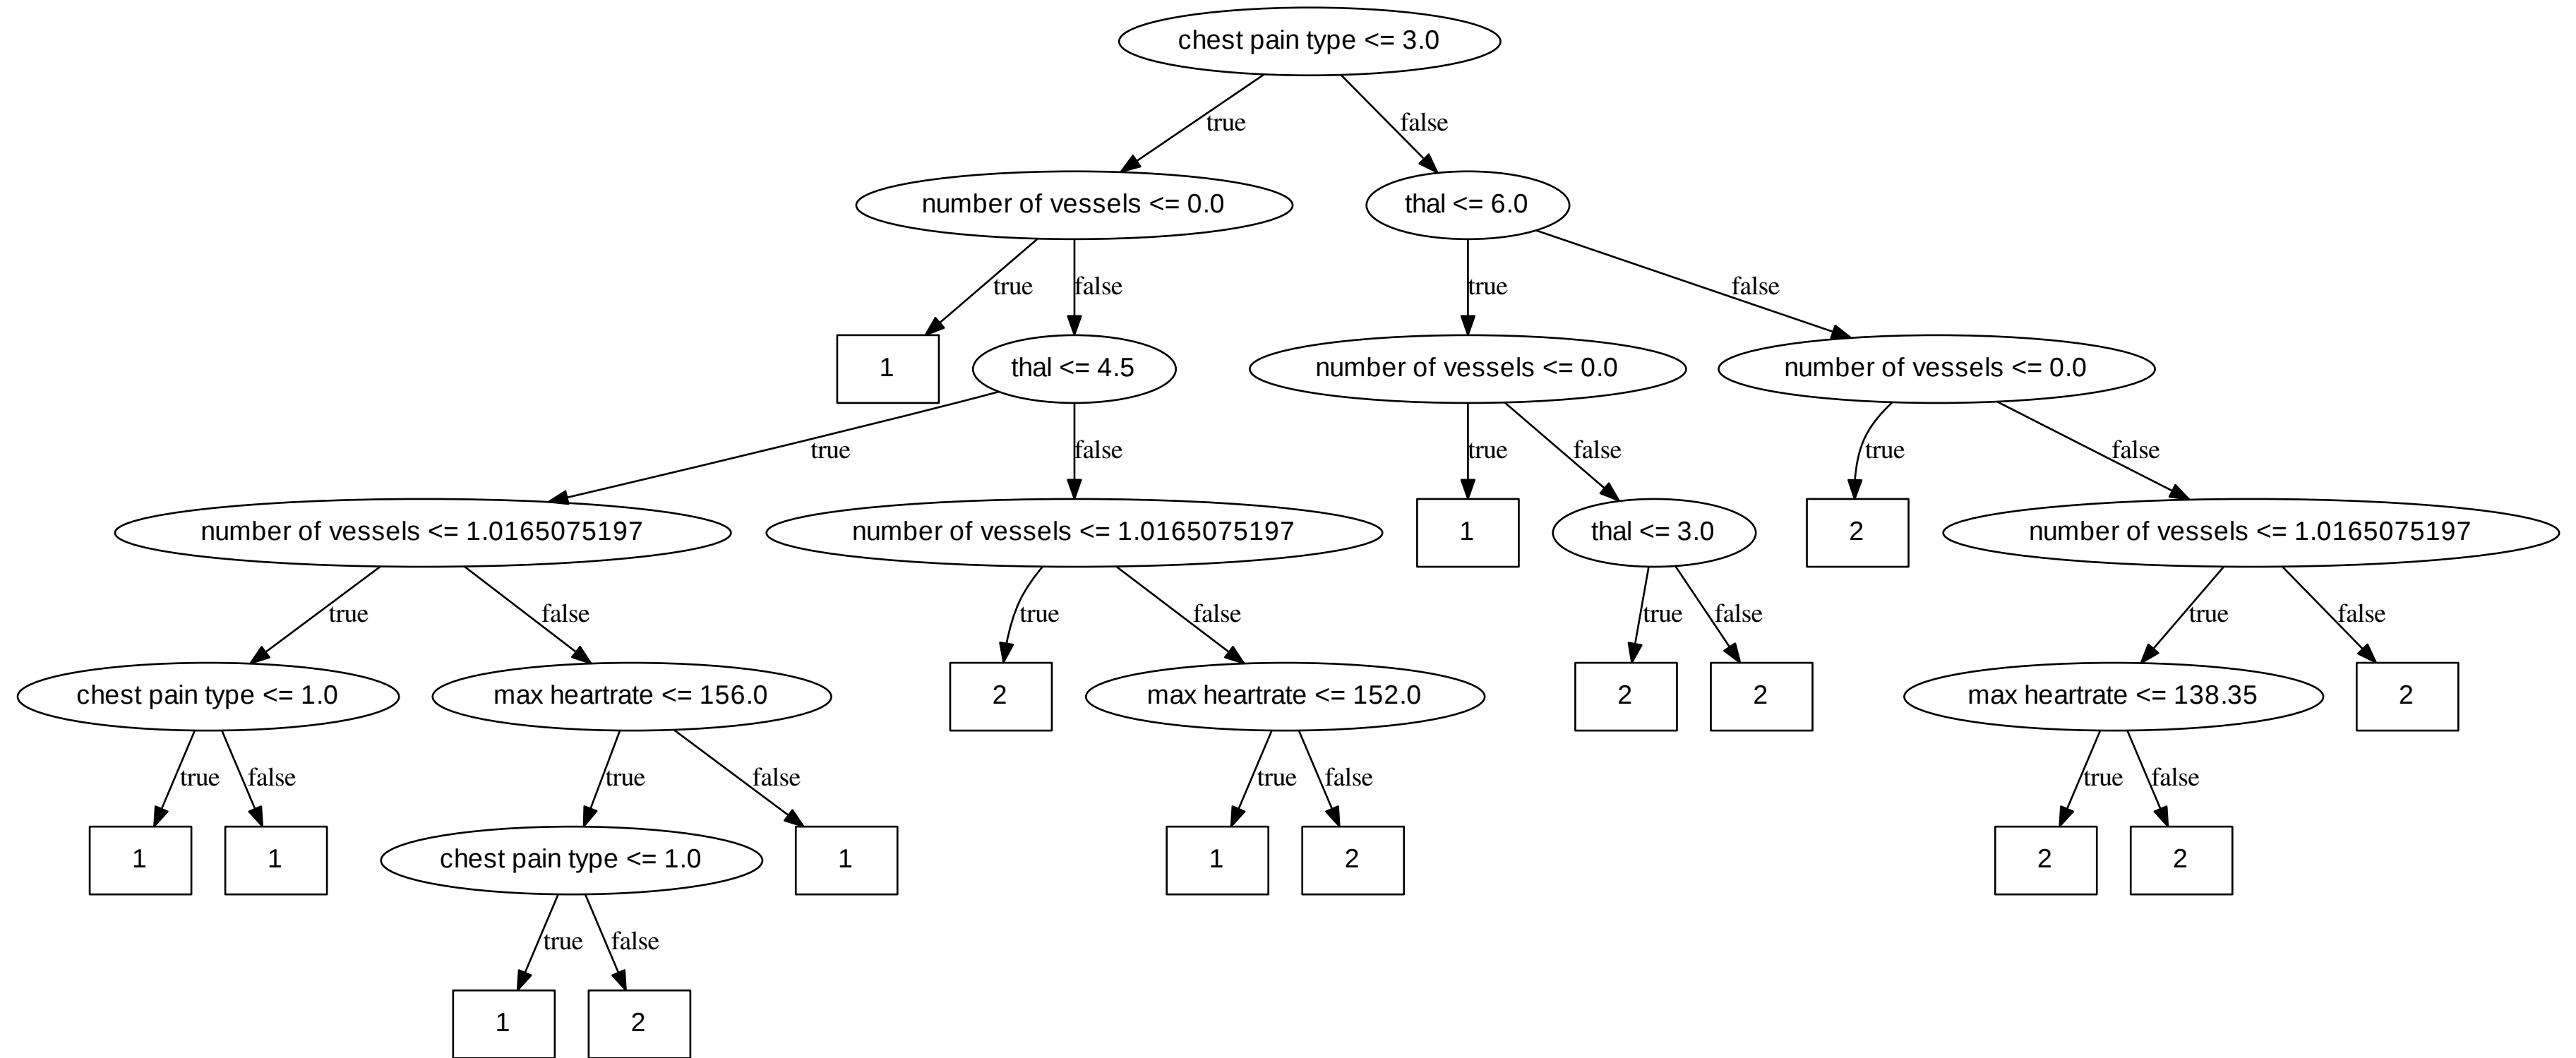 chest pain type <= 3.0
true
false
number of vessels <= 0.0
thal <= 6.0
true
false
true
false
1
thal <= 4.5
number of vessels <= 0.0
number of vessels <= 0.0
true
false
true
false
true
false
number of vessels <= 1.0165075197
number of vessels <= 1.0165075197
1
thal <= 3.0
2
number of vessels <= 1.0165075197
true
false
true
false
true
false
true
false
chest pain type <= 1.0
max heartrate <= 156.0
2
max heartrate <= 152.0
2
2
max heartrate <= 138.35
2
true
false
true
false
true
false
true
false
1
1
chest pain type <= 1.0
1
1
2
2
2
true
false
1
2